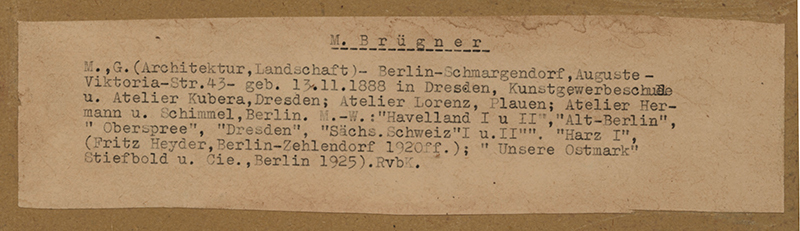 M. Brügner
M.,G.(Architektur,Landschaft)- Berlin-Schmargendorf,Auguste-
Viktoria-Str.43- geb. 13.11.1888 in Dresden, Kunstgewerbeschule
u. Atelier Kubera,Dresden; Atelier Lorenz, Plauen; Atelier Her-
mann u. Schimmel,Berlin. M.-W.:"Havelland I u II","Alt-Berlin",
" Oberspree", "Dresden", "Sächs.Schweiz"I u.II"". "Harz I",
(Fritz Heyder,Berlin-Zehlendorf 1920ff.); " Unsere Ostmark"
Stiefbold u. Cie.,Berlin 1925).RvbK.